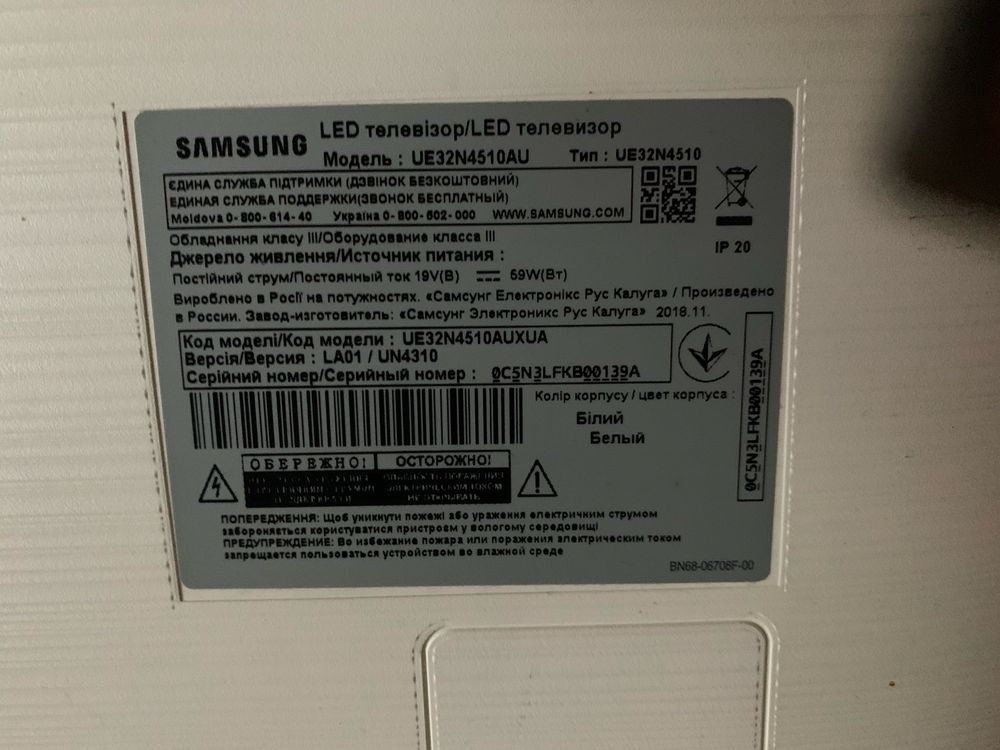 SAMSUNG
LED телевізор/LED телевизор
Модель : UE32N4510AU Тип : UE32N4510
ЄДИНА СЛУЖБА ПІДТРИМКИ (ДЗВІНОК БЕЗКОШТОВНИЙ)
ЕДИНАЯ СЛУЖБА ПОДДЕРЖКИ(ЗВОНОК БЕСПЛАТНЫЙ)
Moldova 0-800-614-40 Україна 0-800-502-000 WWW.SAMSUNG.COM
IP 20
Обладнання класу III/Оборудование класса III
Джерело живлення/Источник питания :
Постійний струм/Постоянный ток 19V(В) 59W(Вт)
Вироблено в Росії на потужностях. «Самсунг Електронікс Рус Калуга» / Произведено
в России. Завод-изготовитель: «Самсунг Электроникс Рус Калуга» 2018.11.
Код моделі/Код модели : UE32N4510AUXUA
Версія/Версия : LA01 / UN4310
Серійний номер/Серийный номер : 0C5N3LFKB00139A
0C5N3LFKB00139A
Колір корпусу / цвет корпуса :
Білий
Белый
ОБЕРЕЖНО! ОСТОРОЖНО!
ЭЛЕКТРИЧЕСКИМ ТОКОМ
НЕ ОТКРЫВАТЬ
ПОПЕРЕДЖЕННЯ: Щоб уникнути пожежі або ураження електричним струмом
забороняється користуватися пристроєм у вологому середовищі
ПРЕДУПРЕЖДЕНИЕ: Во избежание пожара или поражения электрическим током
запрещается пользоваться устройством во влажной среде
BN68-06708F-00